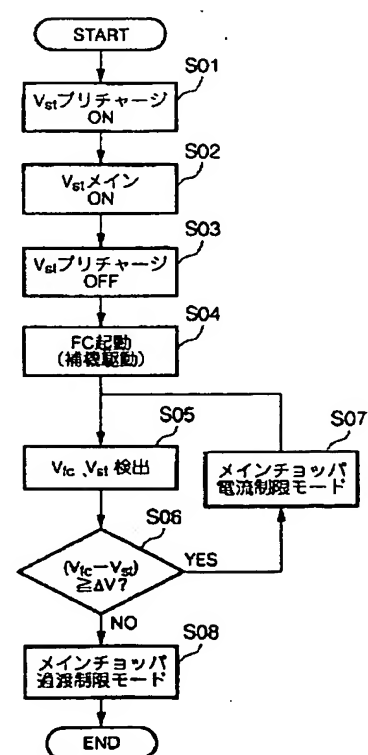 START
S01
Vstプリチャージ
ON
S02
Vstメイン
ON
S03
Vstプリチャージ
OFF
S04
FC起動
(補機駆動)
S05
Vfc、Vst 検出
S07
メインチョッパ
電流制限モード
S06
(Vfc−Vst)
≧ΔV?
YES
NO
S08
メインチョッパ
過渡制限モード
END